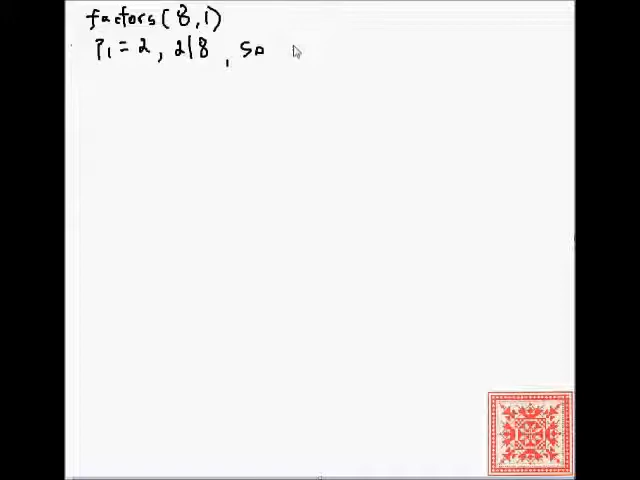 factors(8,1)
P1 = 2, 2|8, so